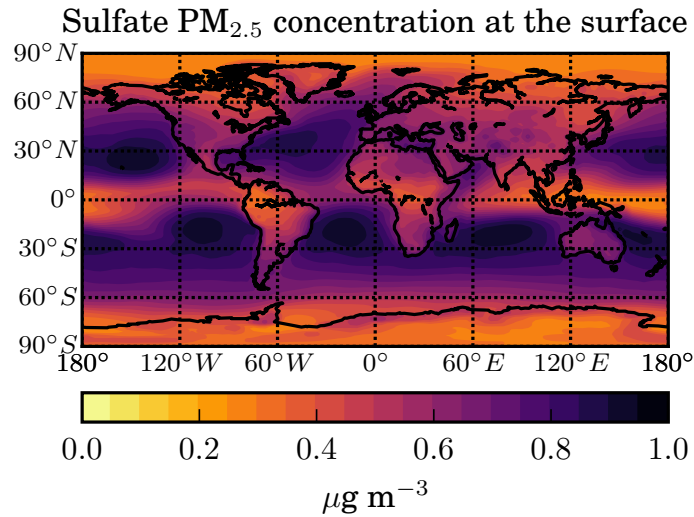 Sulfate PM2.5 concentration at the surface
90° N
60° N
30° N
0°
30° S
60° S
90° S
180° 120° W 60° W 0° 60° E 120° E 180°
0.0 0.2 0.4 0.6 0.8 1.0
μg m−3